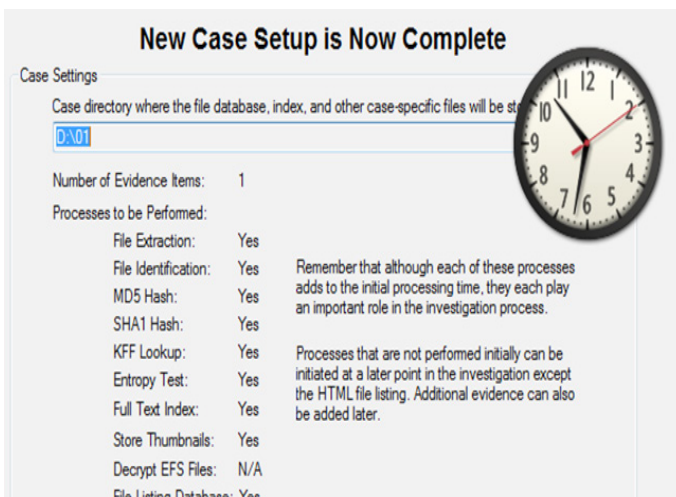 New Case Setup is Now Complete
Case Settings
Case directory where the file database, index, and other case-specific files will be
D:\01
Number of Evidence Items: 1
Processes to be Performed:
File Extraction: Yes
File Identification: Yes
MD5 Hash: Yes
SHA1 Hash: Yes
KFF Lookup: Yes
Entropy Test: Yes
Full Text Index: Yes
Store Thumbnails: Yes
Decrypt EFS Files: N/A
File Listing Database: Yes
Remember that although each of these processes
adds to the initial processing time, they each play
an important role in the investigation process.
Processes that are not performed initially can be
initiated at a later point in the investigation except
the HTML file listing. Additional evidence can also
be added later.
11 12 1
10 2
9 3
8 4
7 6 5